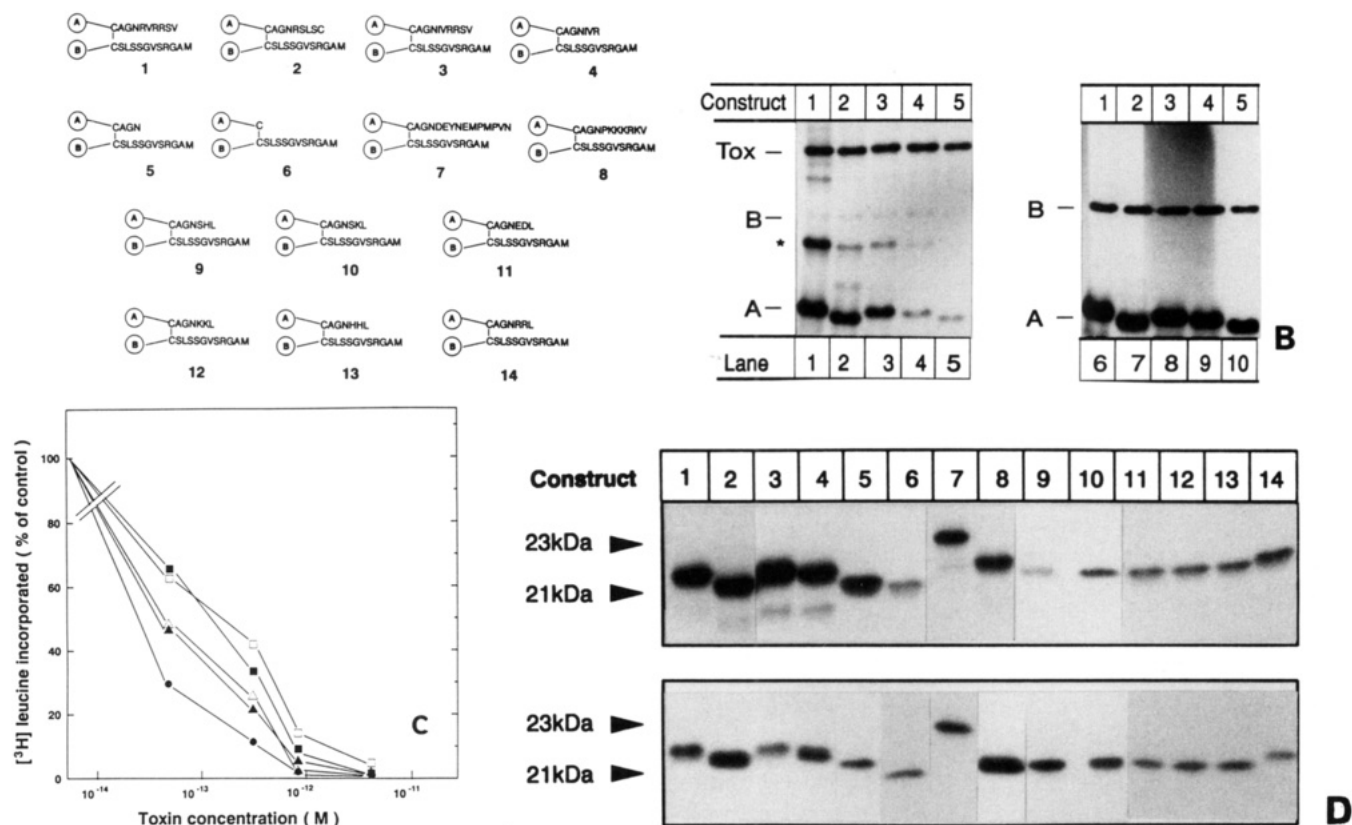 A CAGNRVRRSV
B CSLSSGVSRGAM
1
A CAGNRSLSC
B CSLSSGVSRGAM
2
A CAGNIVRRSV
B CSLSSGVSRGAM
3
A CAGNIVR
B CSLSSGVSRGAM
4
A CAGN
B CSLSSGVSRGAM
5
A C
B CSLSSGVSRGAM
6
A CAGNDEYNEMPMPVN
B CSLSSGVSRGAM
7
A CAGNPKKKRKV
B CSLSSGVSRGAM
8
A CAGNSHL
B CSLSSGVSRGAM
9
A CAGNSKL
B CSLSSGVSRGAM
10
A CAGNEDL
B CSLSSGVSRGAM
11
A CAGNKKL
B CSLSSGVSRGAM
12
A CAGNHHL
B CSLSSGVSRGAM
13
A CAGNRRL
B CSLSSGVSRGAM
14
Construct 1 2 3 4 5
Tox
B
*
A
Lane 1 2 3 4 5
1 2 3 4 5
B
A
6 7 8 9 10
B
[³H] leucine incorporated ( % of control )
100
80
60
40
20
0
10⁻¹⁴ 10⁻¹³ 10⁻¹² 10⁻¹¹
Toxin concentration ( M )
C
Construct 1 2 3 4 5 6 7 8 9 10 11 12 13 14
23kDa
21kDa
23kDa
21kDa
D